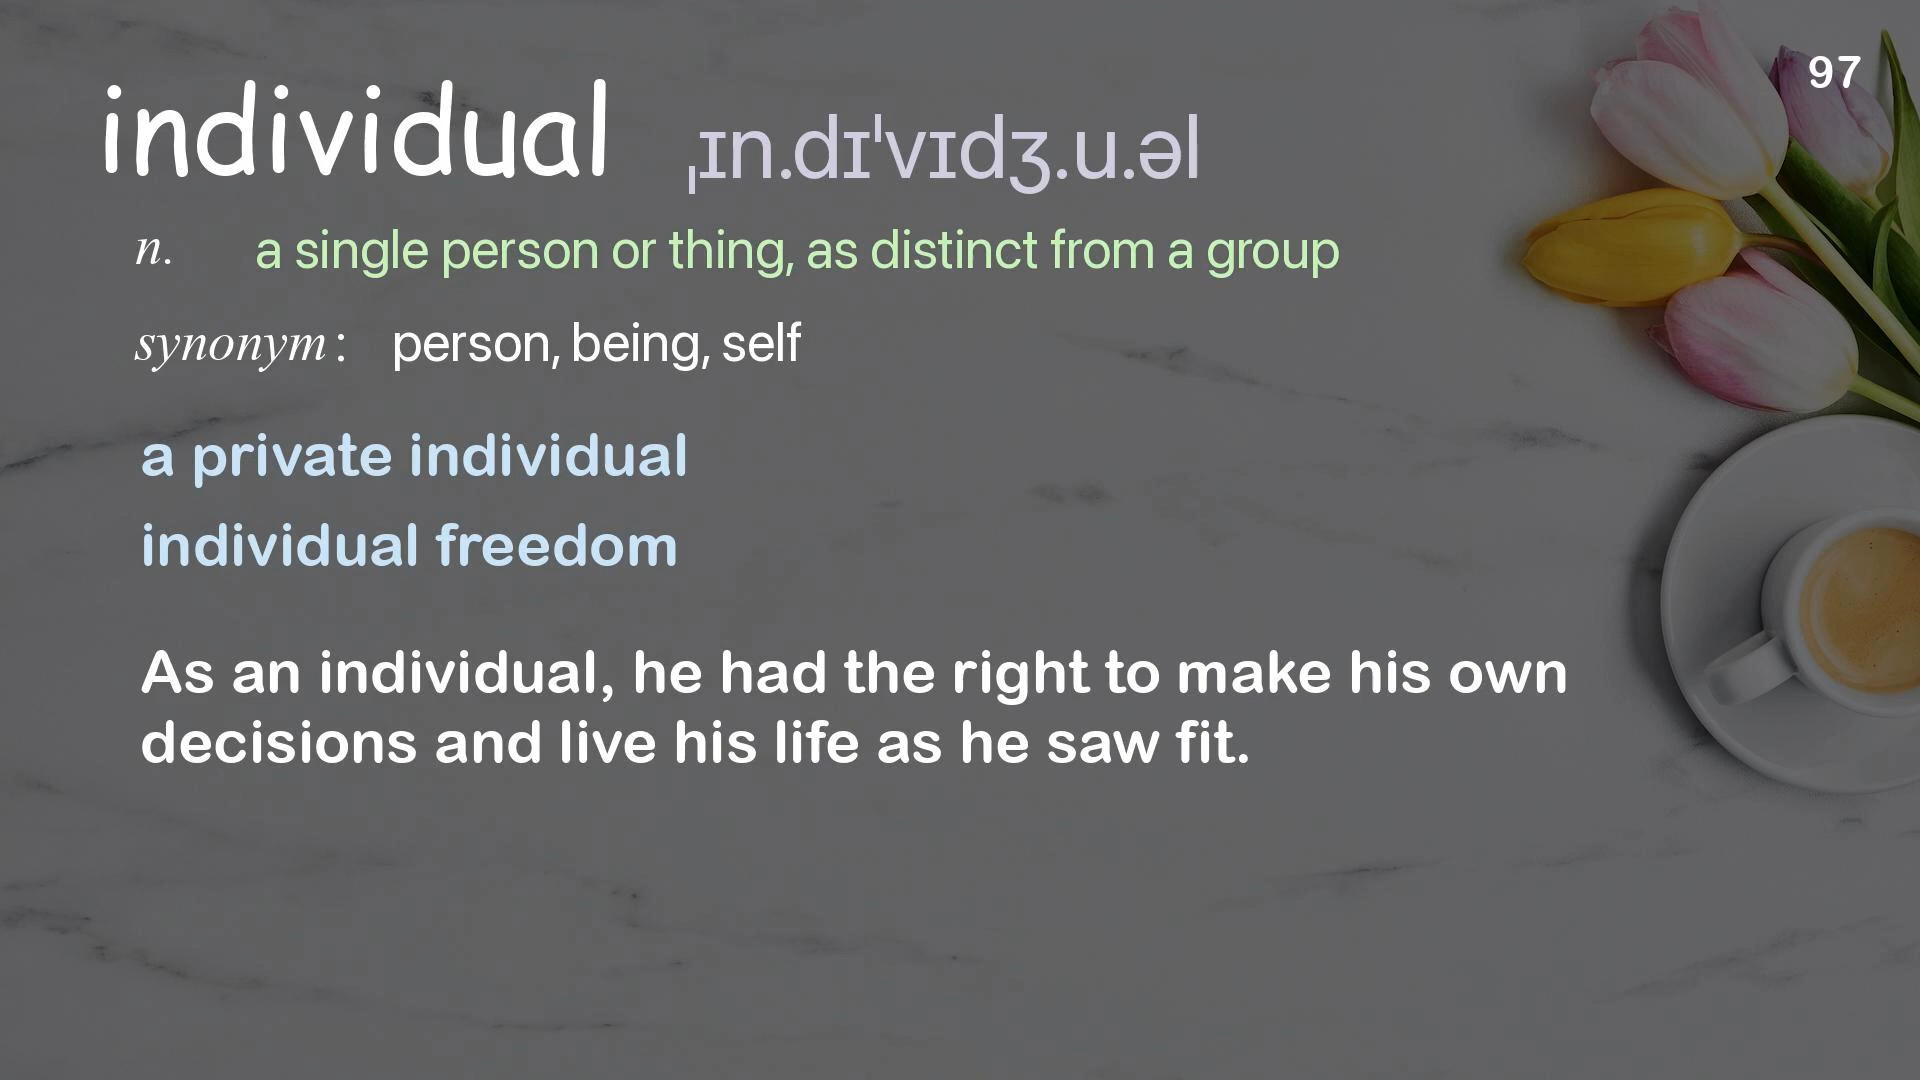 97
individual ˌɪn.dɪˈvɪdʒ.u.əl
n. a single person or thing, as distinct from a group
synonym : person, being, self
a private individual
individual freedom
As an individual, he had the right to make his own
decisions and live his life as he saw fit.